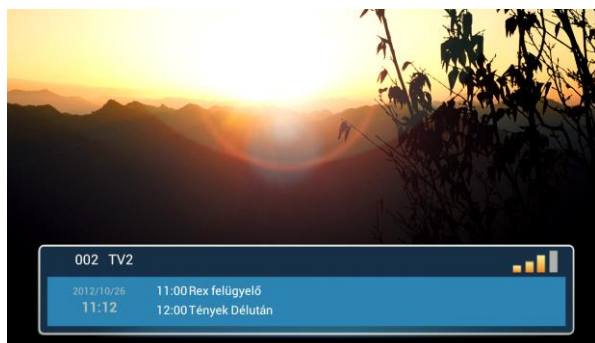 002 TV2
2012/10/26
11:12
11:00 Rex felügyelő
12:00 Tények Délután